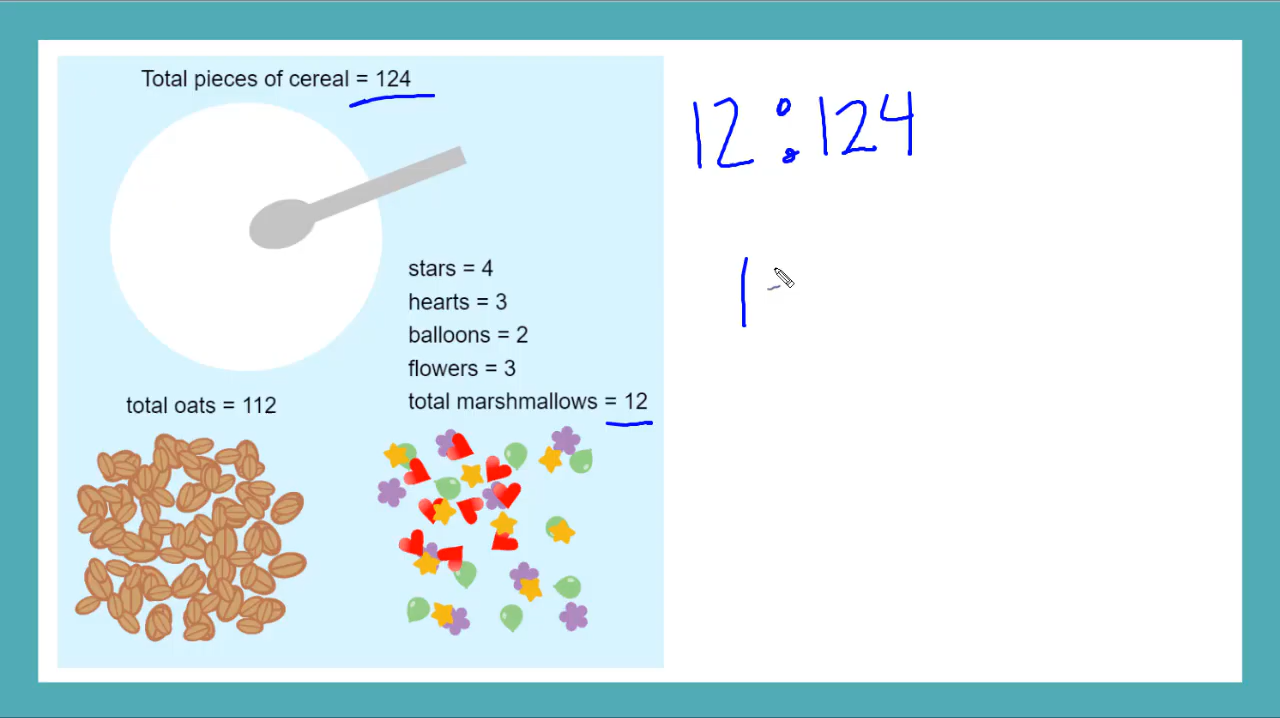 Total pieces of cereal = 124
12 : 124
stars = 4
hearts = 3
balloons = 2
flowers = 3
total marshmallows = 12
total oats = 112
1